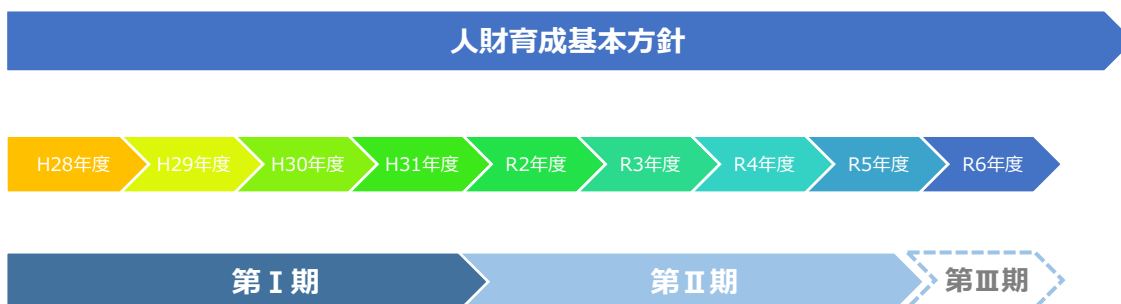 人財育成基本方針
H28年度 H29年度 H30年度 H31年度 R2年度 R3年度 R4年度 R5年度 R6年度
第Ⅰ期 第Ⅱ期 第Ⅲ期